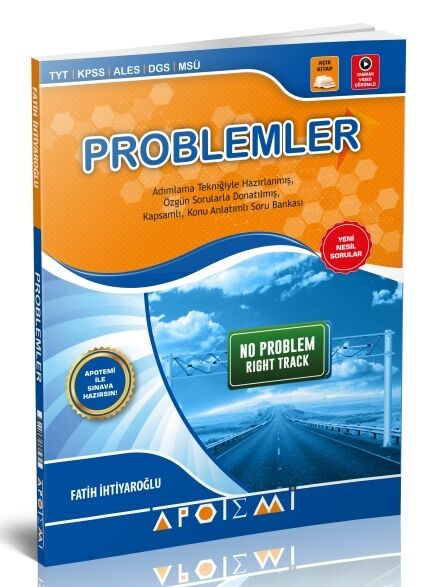 TYT | KPSS | ALES | DGS | MSÜ
AÇIK
KİTAP
TAMAMI
VİDEO
ÇÖZÜMLÜ
PROBLEMLER
Adımlama Tekniğiyle Hazırlanmış,
Özgün Sorularla Donatılmış,
Kapsamlı, Konu Anlatımlı Soru Bankası
YENİ
NESİL
SORULAR
NO PROBLEM
RIGHT TRACK
APOTEMİ
İLE
SINAVA
HAZIRSIN!
FATİH İHTİYAROĞLU
APOTEMİ
FATİH İHTİYAROĞLU
PROBLEMLER
APOTEMİ